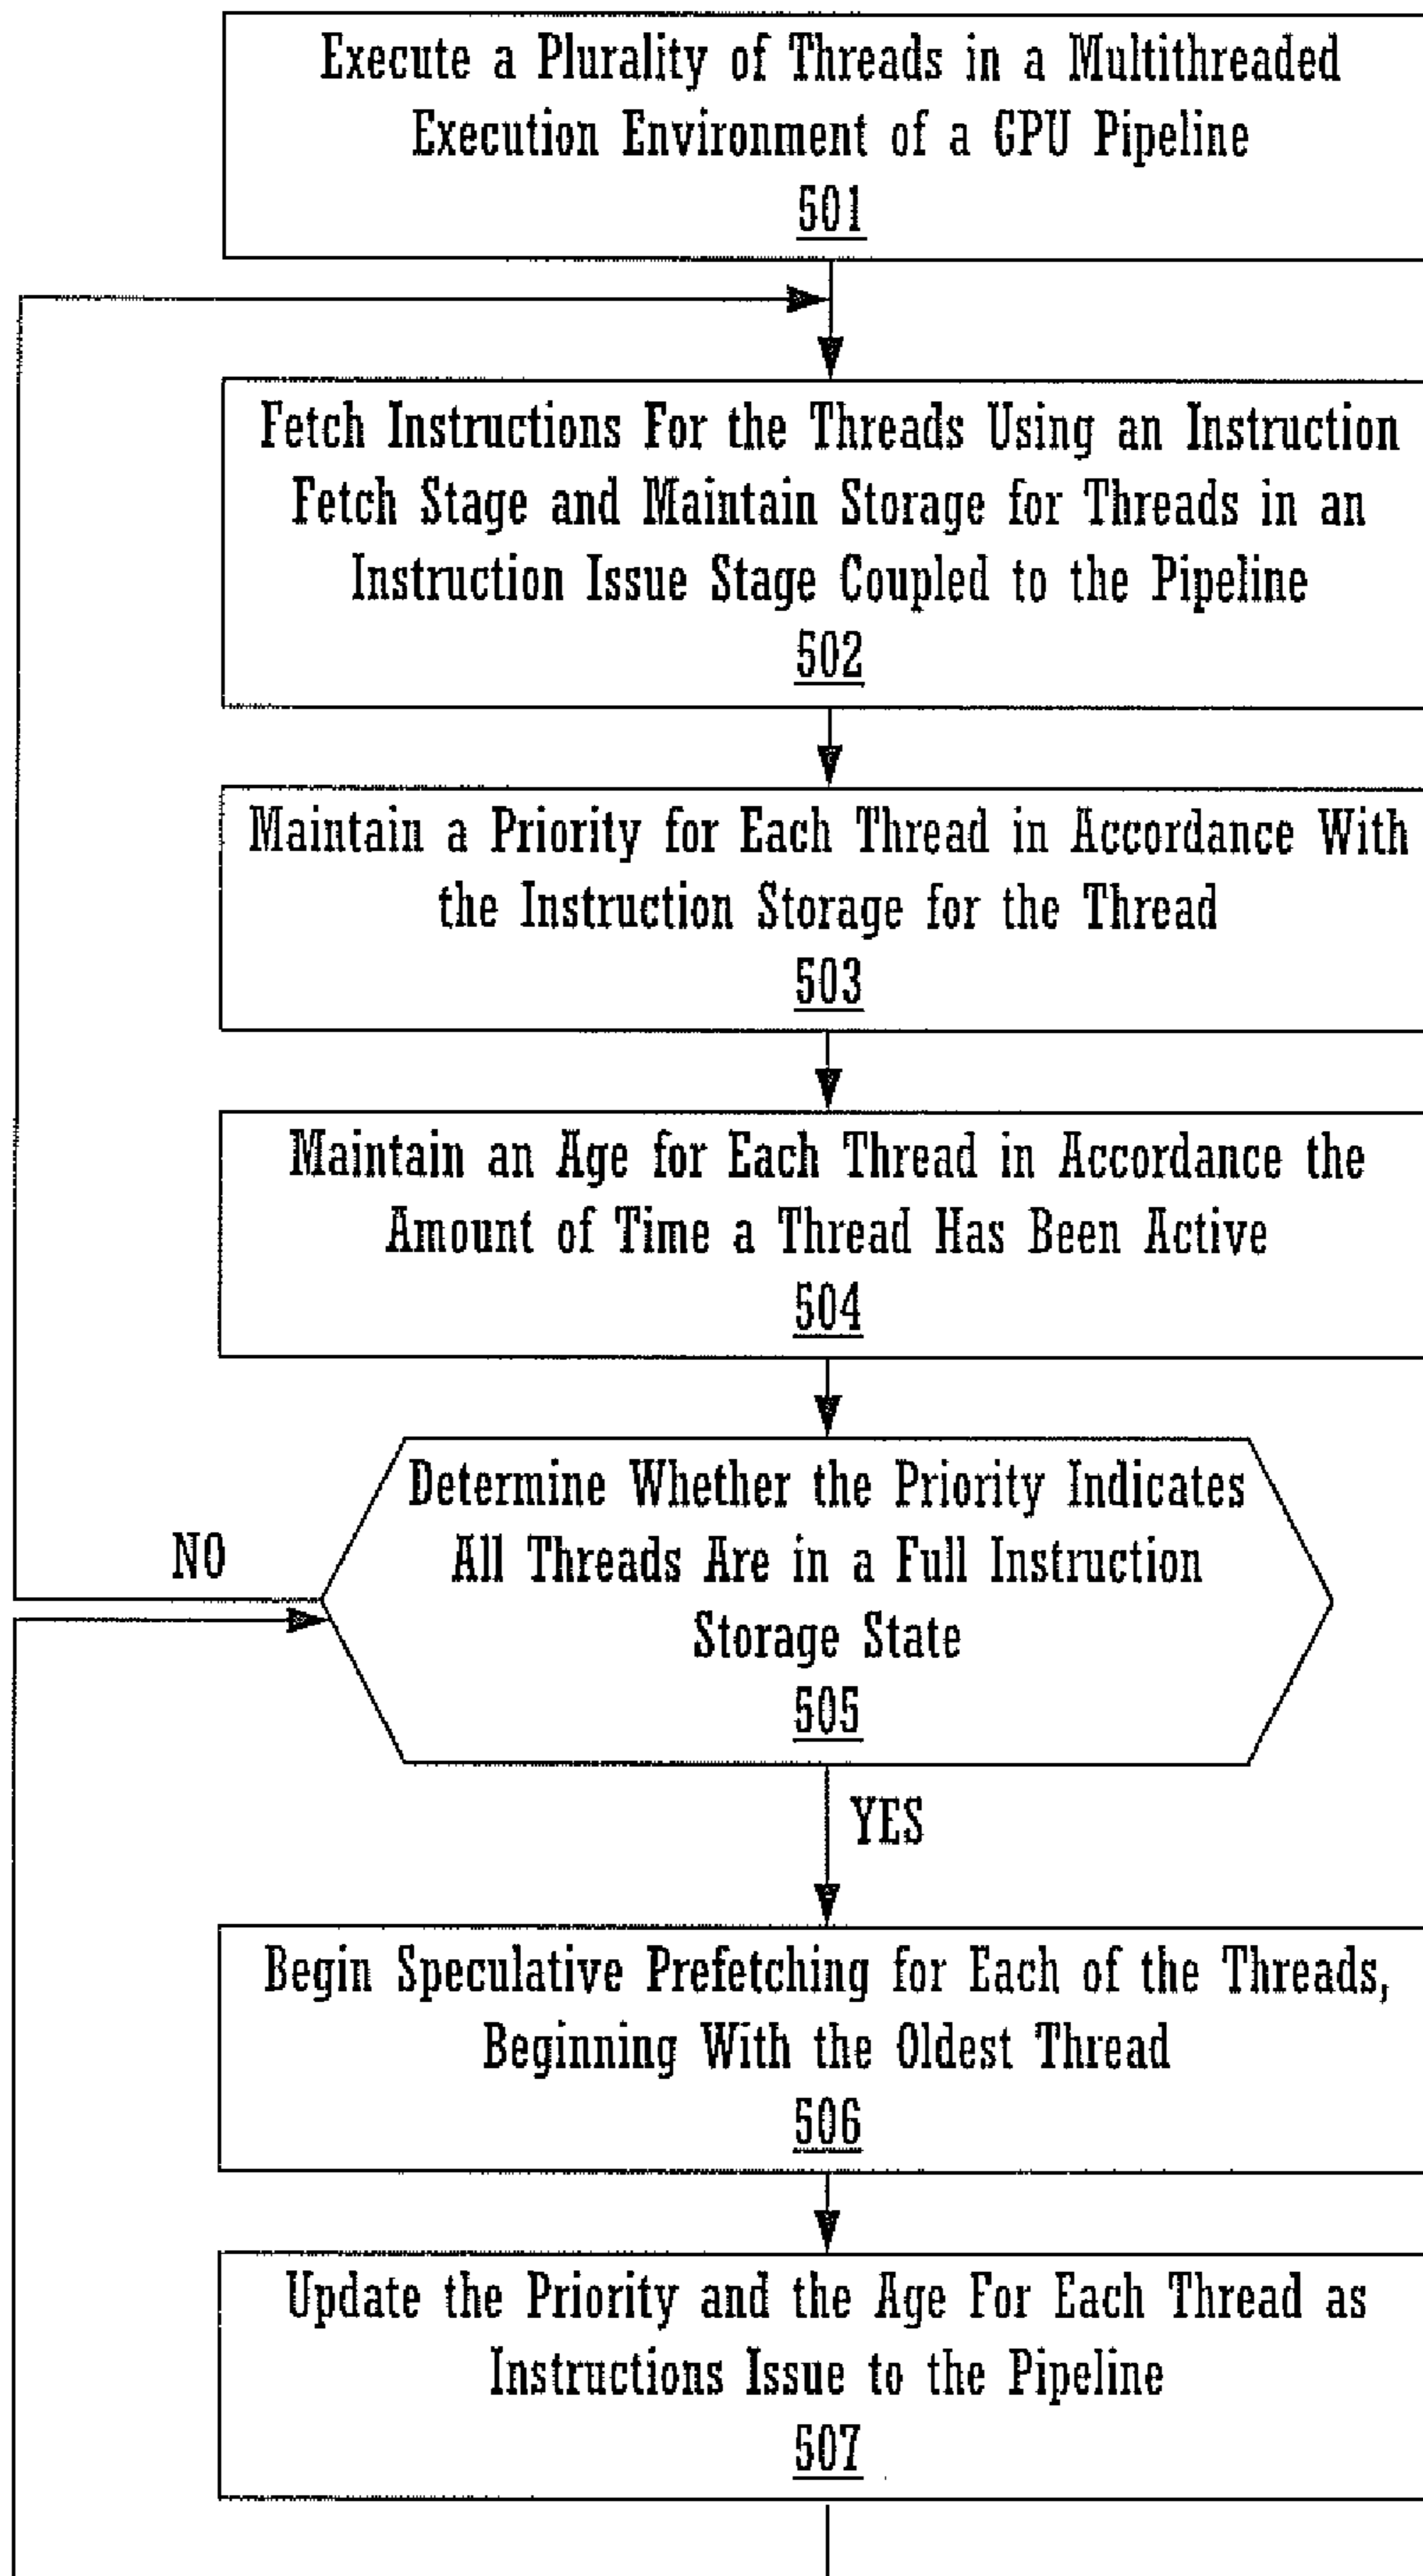 Execute a Plurality of Threads in a Multithreaded
Execution Environment of a GPU Pipeline
501
Fetch Instructions For the Threads Using an Instruction
Fetch Stage and Maintain Storage for Threads in an
Instruction Issue Stage Coupled to the Pipeline
502
Maintain a Priority for Each Thread in Accordance With
the Instruction Storage for the Thread
503
Maintain an Age for Each Thread in Accordance the
Amount of Time a Thread Has Been Active
504
Determine Whether the Priority Indicates
All Threads Are in a Full Instruction
Storage State
505
NO
YES
Begin Speculative Prefetching for Each of the Threads,
Beginning With the Oldest Thread
506
Update the Priority and the Age For Each Thread as
Instructions Issue to the Pipeline
507